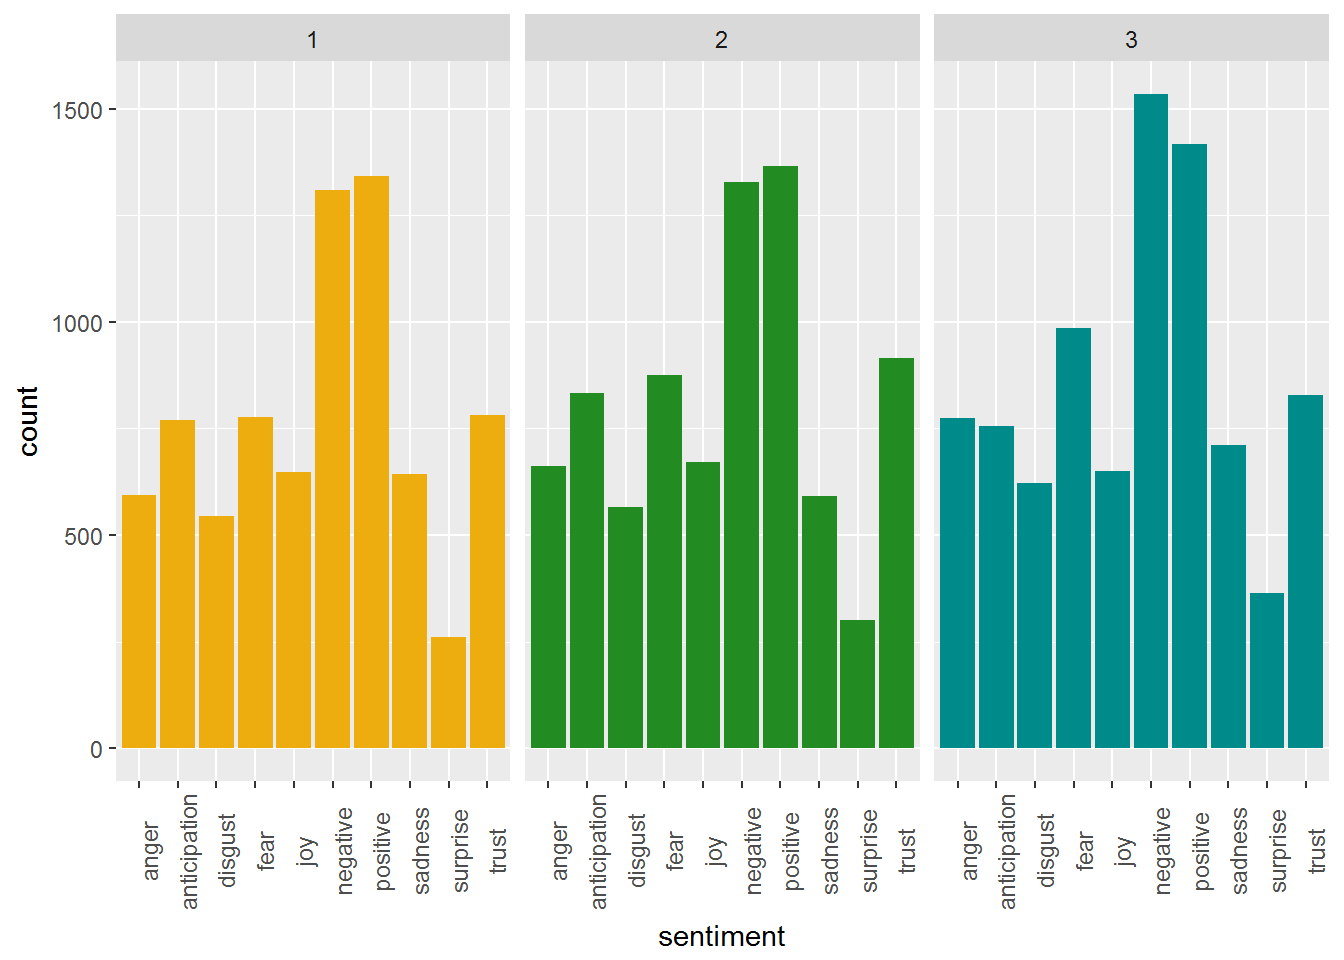 1 2 3
count
1500
1000
500
0
anger anticipation disgust fear joy negative positive sadness surprise trust
anger anticipation disgust fear joy negative positive sadness surprise trust
anger anticipation disgust fear joy negative positive sadness surprise trust
sentiment